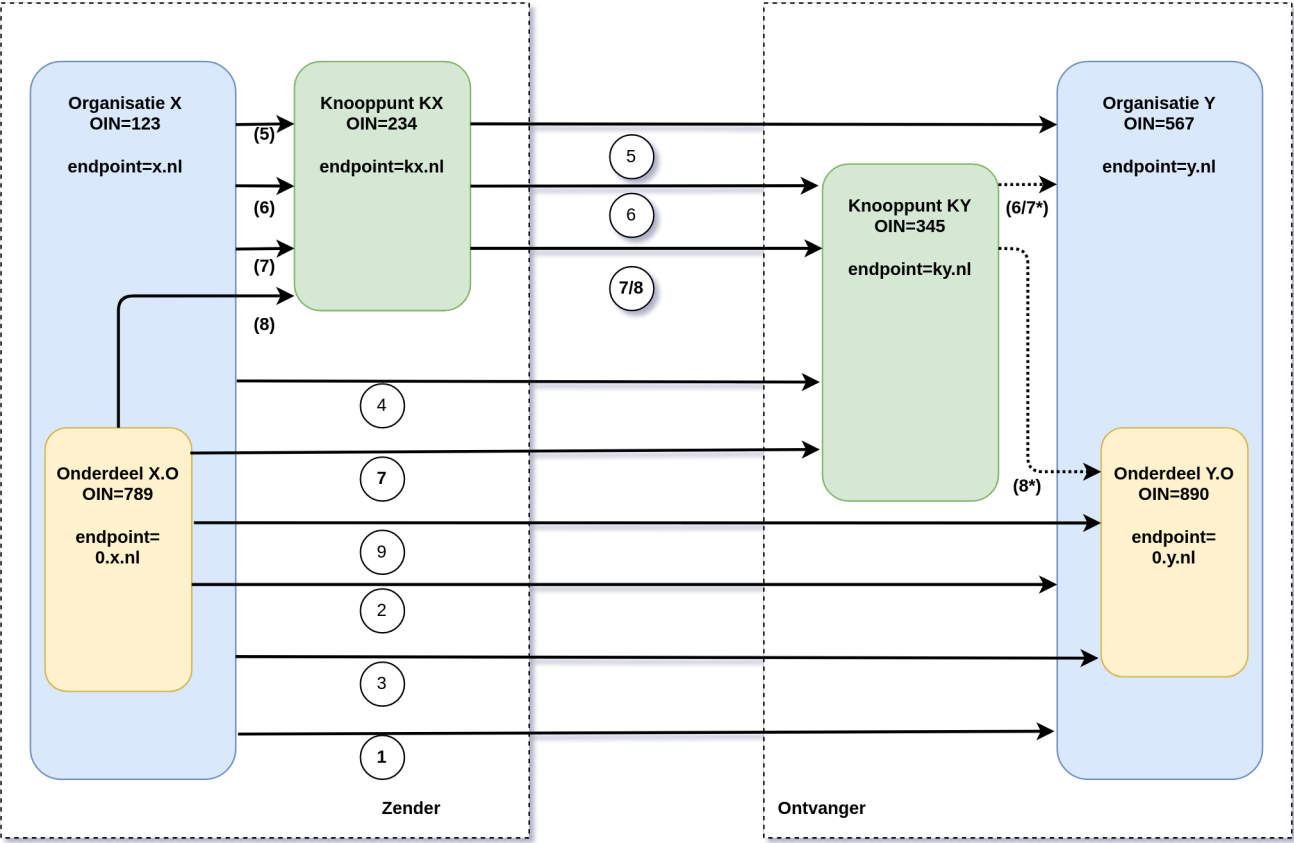 Organisatie X
OIN=123
endpoint=x.nl
Knooppunt KX
OIN=234
endpoint=kx.nl
Organisatie Y
OIN=567
endpoint=y.nl
(5)
5
(6)
6
Knooppunt KY
OIN=345
endpoint=ky.nl
(6/7*)
(7)
7/8
(8)
4
Onderdeel X.O
OIN=789
endpoint=
0.x.nl
7
(8*)
Onderdeel Y.O
OIN=890
endpoint=
0.y.nl
9
2
3
1
Zender
Ontvanger